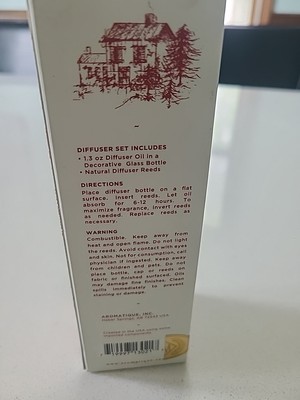 DIFFUSER SET INCLUDES
• 1.3 oz Diffuser Oil in a
Decorative Glass Bottle
• Natural Diffuser Reeds
DIRECTIONS
Place diffuser bottle on a flat
surface. Insert reeds. Let oil
absorb for 6-12 hours. To
maximize fragrance, invert reeds
as needed. Replace reeds as
necessary.
WARNING
Combustible. Keep away from
heat and open flame. Do not light
the reeds. Avoid contact with eyes
and skin. Not for consumption, call
physician if ingested. Keep away
from children and pets. Do not
place bottle, cap or reeds on
fabric or finished surfaces. Oils
may damage fine finishes. Clean
spills immediately to prevent
staining or damage.
AROMATIQUE, INC.